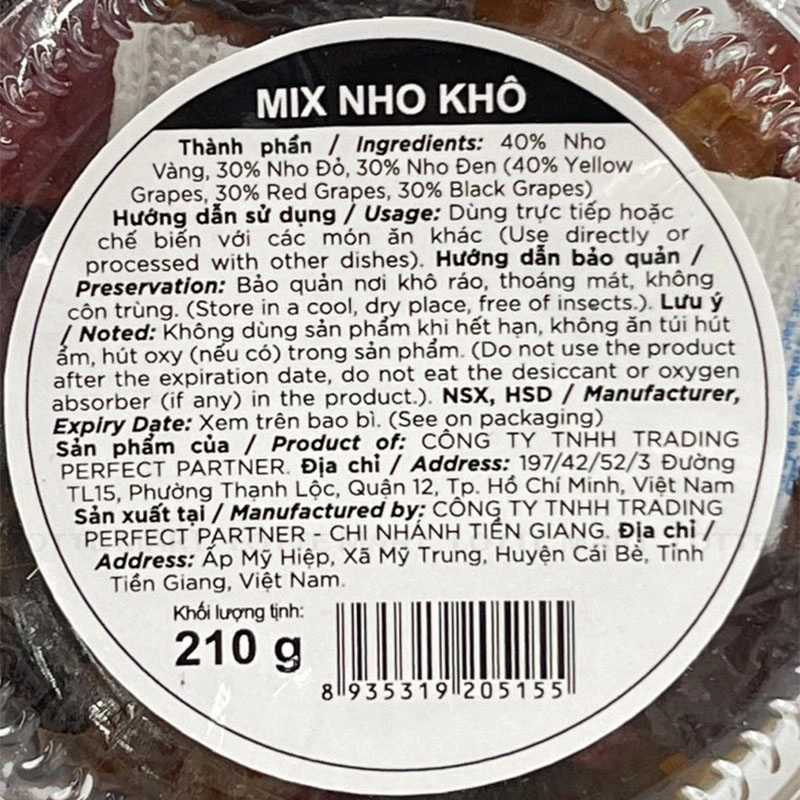 MIX NHO KHÔ
Thành phần / Ingredients: 40% Nho
Vàng, 30% Nho Đỏ, 30% Nho Đen (40% Yellow
Grapes, 30% Red Grapes, 30% Black Grapes)
Hướng dẫn sử dụng / Usage: Dùng trực tiếp hoặc
chế biến với các món ăn khác (Use directly or
processed with other dishes). Hướng dẫn bảo quản /
Preservation: Bảo quản nơi khô ráo, thoáng mát, không
côn trùng. (Store in a cool, dry place, free of insects.). Lưu ý
/ Noted: Không dùng sản phẩm khi hết hạn, không ăn túi hút
ẩm, hút oxy (nếu có) trong sản phẩm. (Do not use the product
after the expiration date, do not eat the desiccant or oxygen
absorber (if any) in the product.). NSX, HSD / Manufacturer,
Expiry Date: Xem trên bao bì. (See on packaging)
Sản phẩm của / Product of: CÔNG TY TNHH TRADING
PERFECT PARTNER. Địa chỉ / Address: 197/42/52/3 Đường
TL15, Phường Thạnh Lộc, Quận 12, Tp. Hồ Chí Minh, Việt Nam
Sản xuất tại / Manufactured by: CÔNG TY TNHH TRADING
PERFECT PARTNER - CHI NHÁNH TIỀN GIANG. Địa chỉ /
Address: Ấp Mỹ Hiệp, Xã Mỹ Trung, Huyện Cái Bè, Tỉnh
Tiền Giang, Việt Nam.
Khối lượng tịnh:
210 g
8 935319 205155